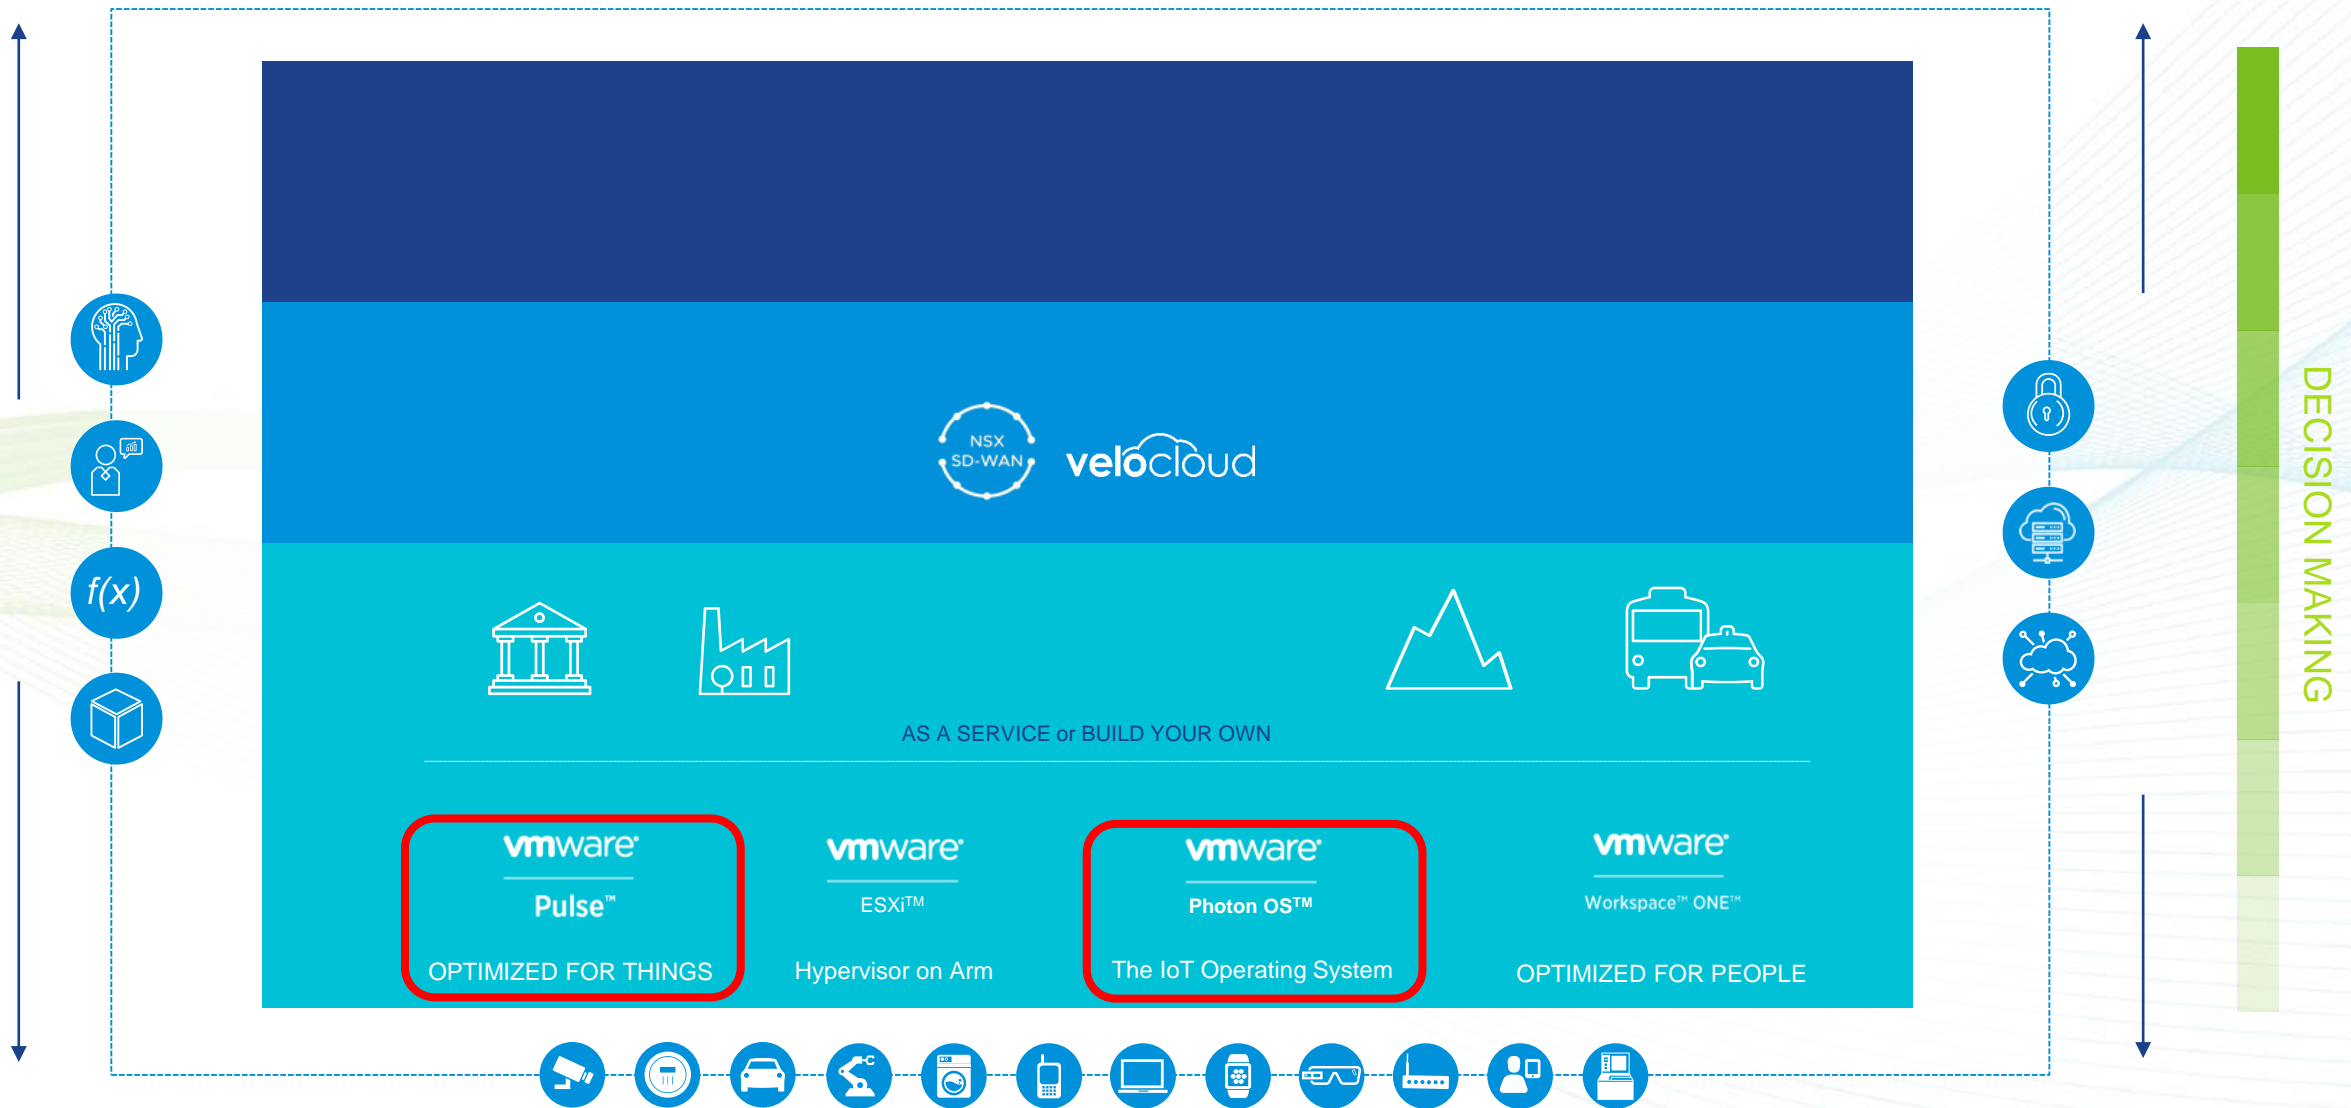 NSX
SD-WAN
velocloud
f(x)
AS A SERVICE or BUILD YOUR OWN
vmware®
Pulse™
OPTIMIZED FOR THINGS
vmware®
ESXi™
Hypervisor on Arm
vmware®
Photon OS™
The IoT Operating System
vmware®
Workspace™ ONE™
OPTIMIZED FOR PEOPLE
DECISION MAKING